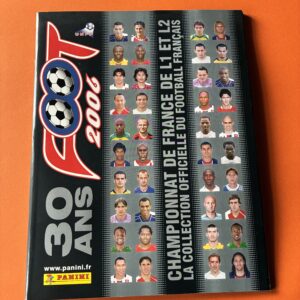 30 ANS
FOOT
2006
CHAMPIONNAT DE FRANCE DE L1 ET L2
LA COLLECTION OFFICIELLE DU FOOTBALL FRANÇAIS
www.panini.fr
PANINI